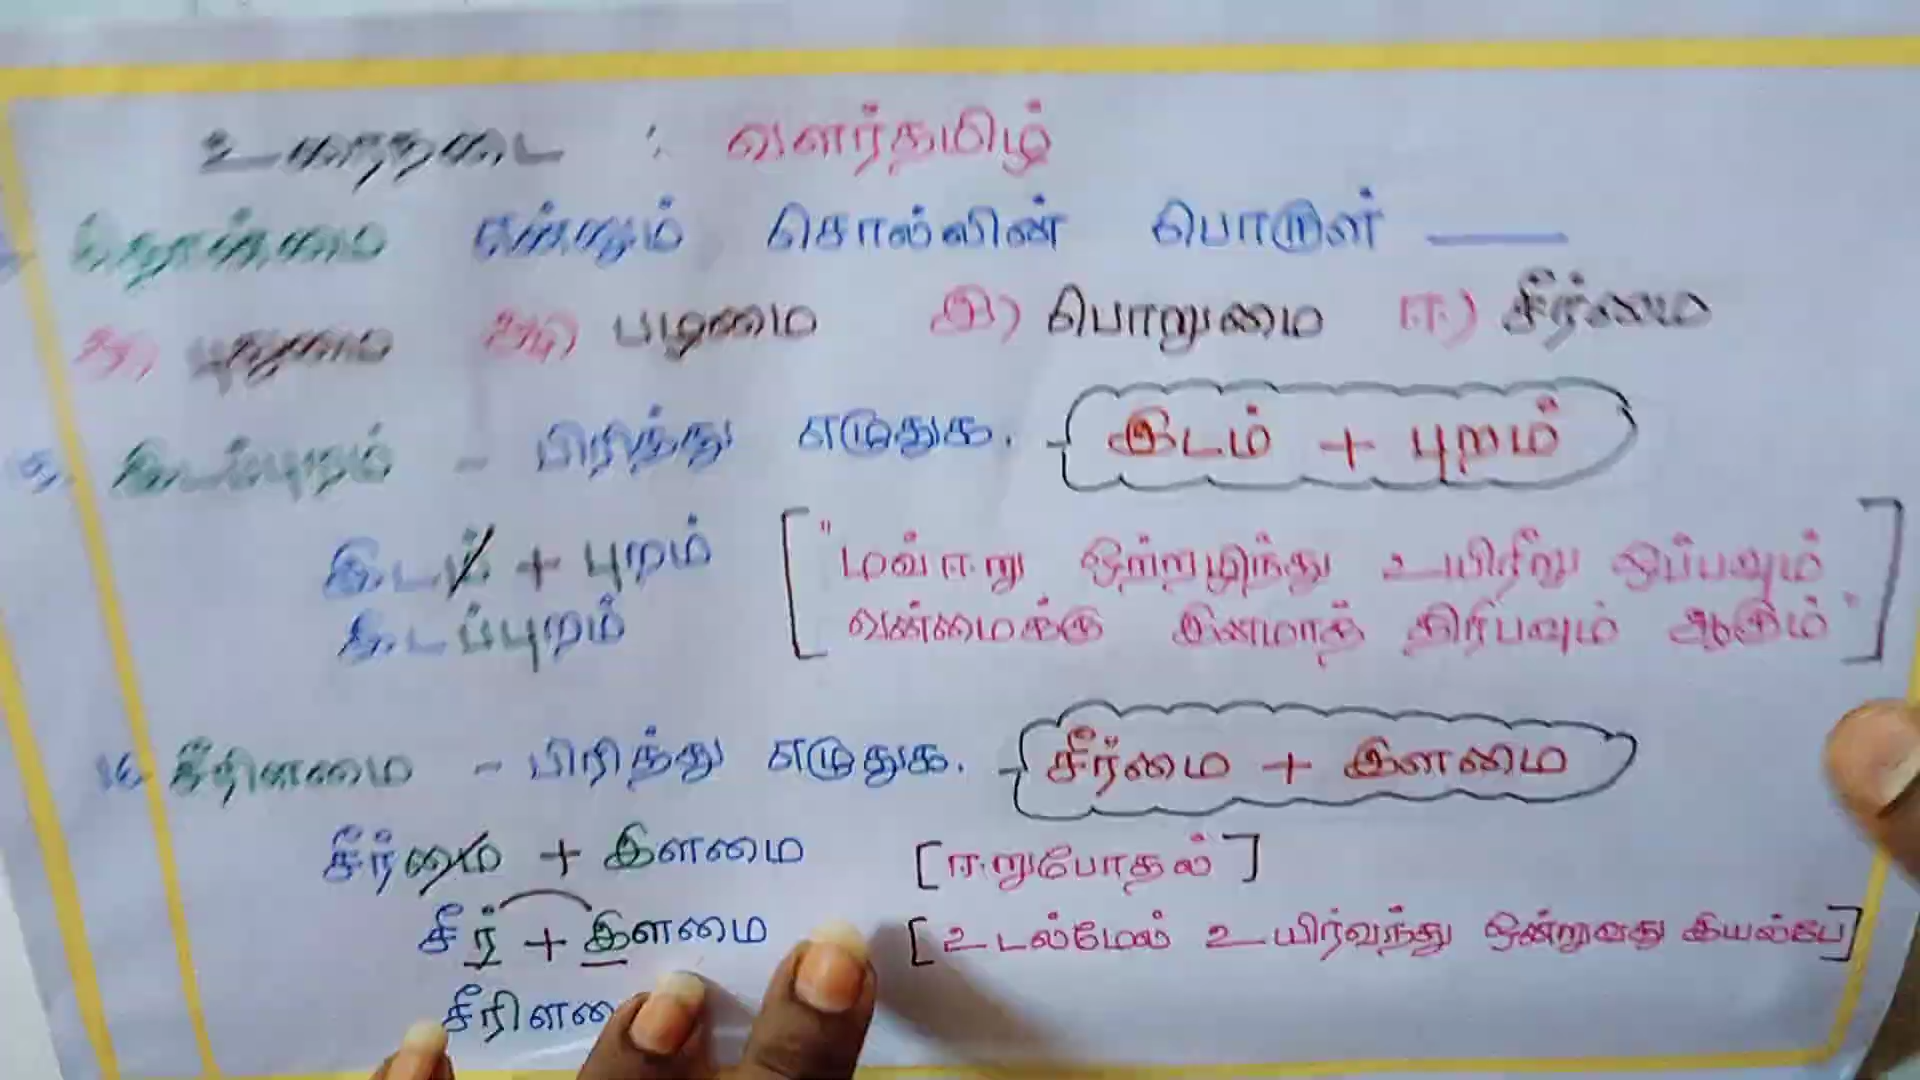 உரைநடை : வளர்தமிழ்
தொன்மை என்னும் சொல்லின் பொருள் ____
அ) புதுமை ஆ) பழமை இ) பொறுமை ஈ) சீர்மை
இடப்புறம் - பிரித்து எழுதுக. இடம் + புறம்
இடம் + புறம் ["மவ்ஈறு ஒற்றழிந்து உயிரீறு ஒப்பவும்
இடப்புறம் வன்மைக்கு இனமாத் திரிபவும் ஆகும்"]
16. சீரிளமை - பிரித்து எழுதுக. சீர்மை + இளமை
சீர்மை + இளமை [ஈறுபோதல்]
சீர் + இளமை [உடல்மேல் உயிர்வந்து ஒன்றுவது இயல்பே]